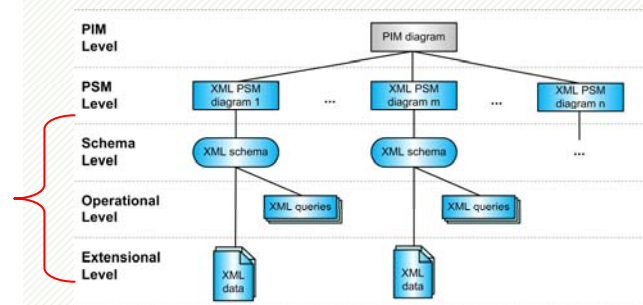 PIM
Level
PIM diagram
PSM
Level
XML PSM
diagram 1
...
XML PSM
diagram m
...
XML PSM
diagram n
Schema
Level
XML schema
XML schema
...
Operational
Level
XML queries
XML queries
Extensional
Level
XML
data
XML
data